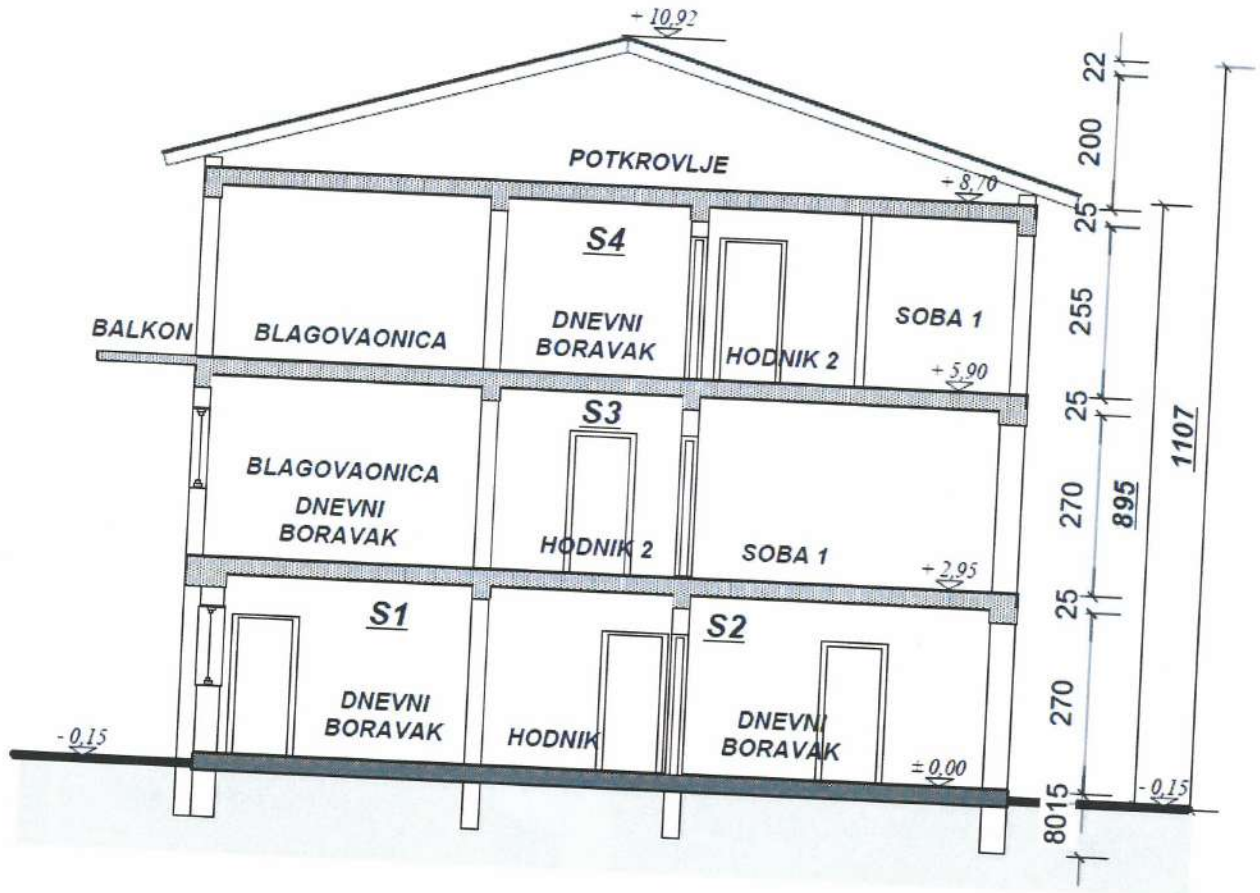 + 10,92
22
200
POTKROVLJE
+ 8,70
25
S4
255
BALKON
BLAGOVAONICA
DNEVNI
BORAVAK
HODNIK 2
SOBA 1
+ 5,90
25
S3
1107
895
270
BLAGOVAONICA
DNEVNI
BORAVAK
HODNIK 2
SOBA 1
+ 2,95
25
S1
S2
270
DNEVNI
BORAVAK
HODNIK
DNEVNI
BORAVAK
- 0,15
± 0,00
- 0,15
8015